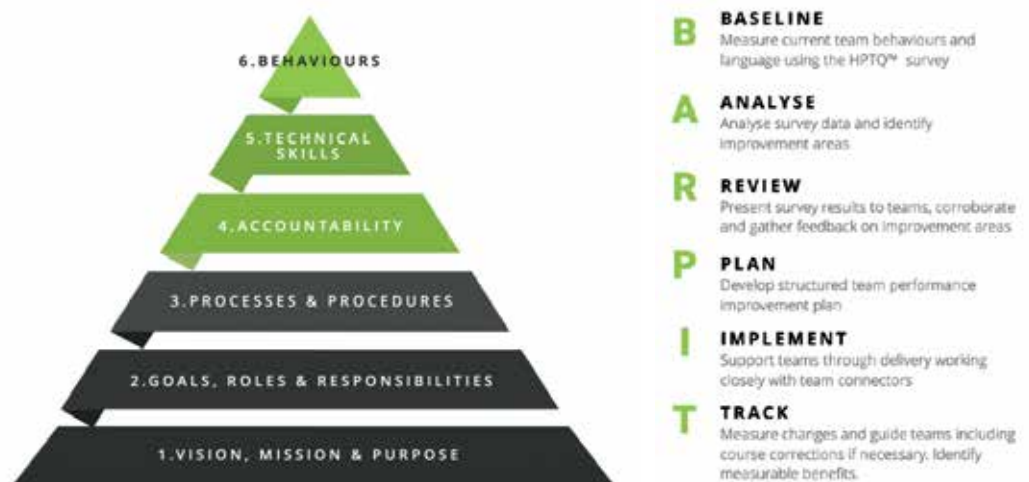 6.BEHAVIOURS
5.TECHNICAL
SKILLS
4.ACCOUNTABILITY
3.PROCESSES & PROCEDURES
2.GOALS, ROLES & RESPONSIBILITIES
1.VISION, MISSION & PURPOSE
B
BASELINE
Measure current team behaviours and
language using the HPTQ™ survey
A
ANALYSE
Analyse survey data and identify
improvement areas
R
REVIEW
Present survey results to teams, corroborate
and gather feedback on improvement areas
P
PLAN
Develop structured team performance
improvement plan
I
IMPLEMENT
Support teams through delivery working
closely with team connectors
T
TRACK
Measure changes and guide teams including
course corrections if necessary. Identify
measurable benefits.